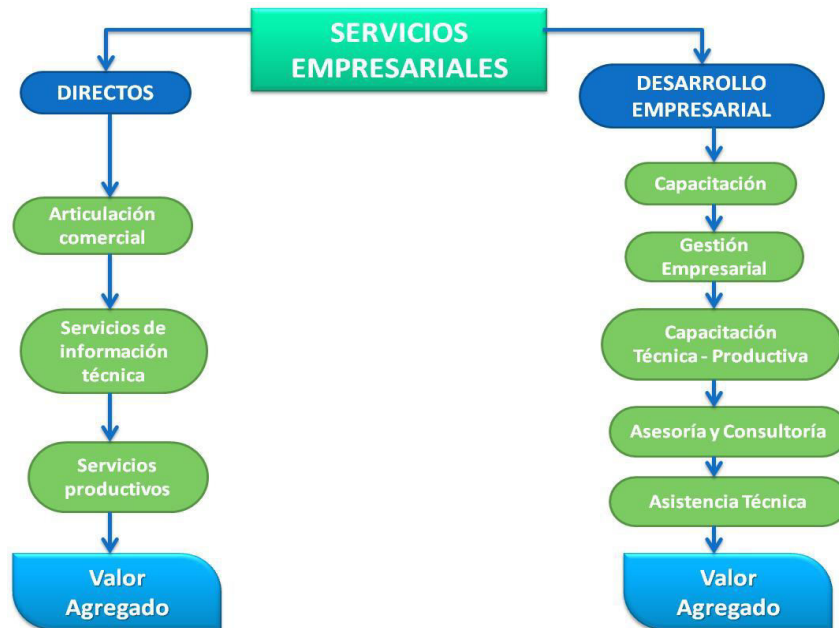 SERVICIOS
EMPRESARIALES
DIRECTOS
Articulación
comercial
Servicios de
información
técnica
Servicios
productivos
Valor
Agregado
DESARROLLO
EMPRESARIAL
Capacitación
Gestión
Empresarial
Capacitación
Técnica - Productiva
Asesoría y Consultoría
Asistencia Técnica
Valor
Agregado